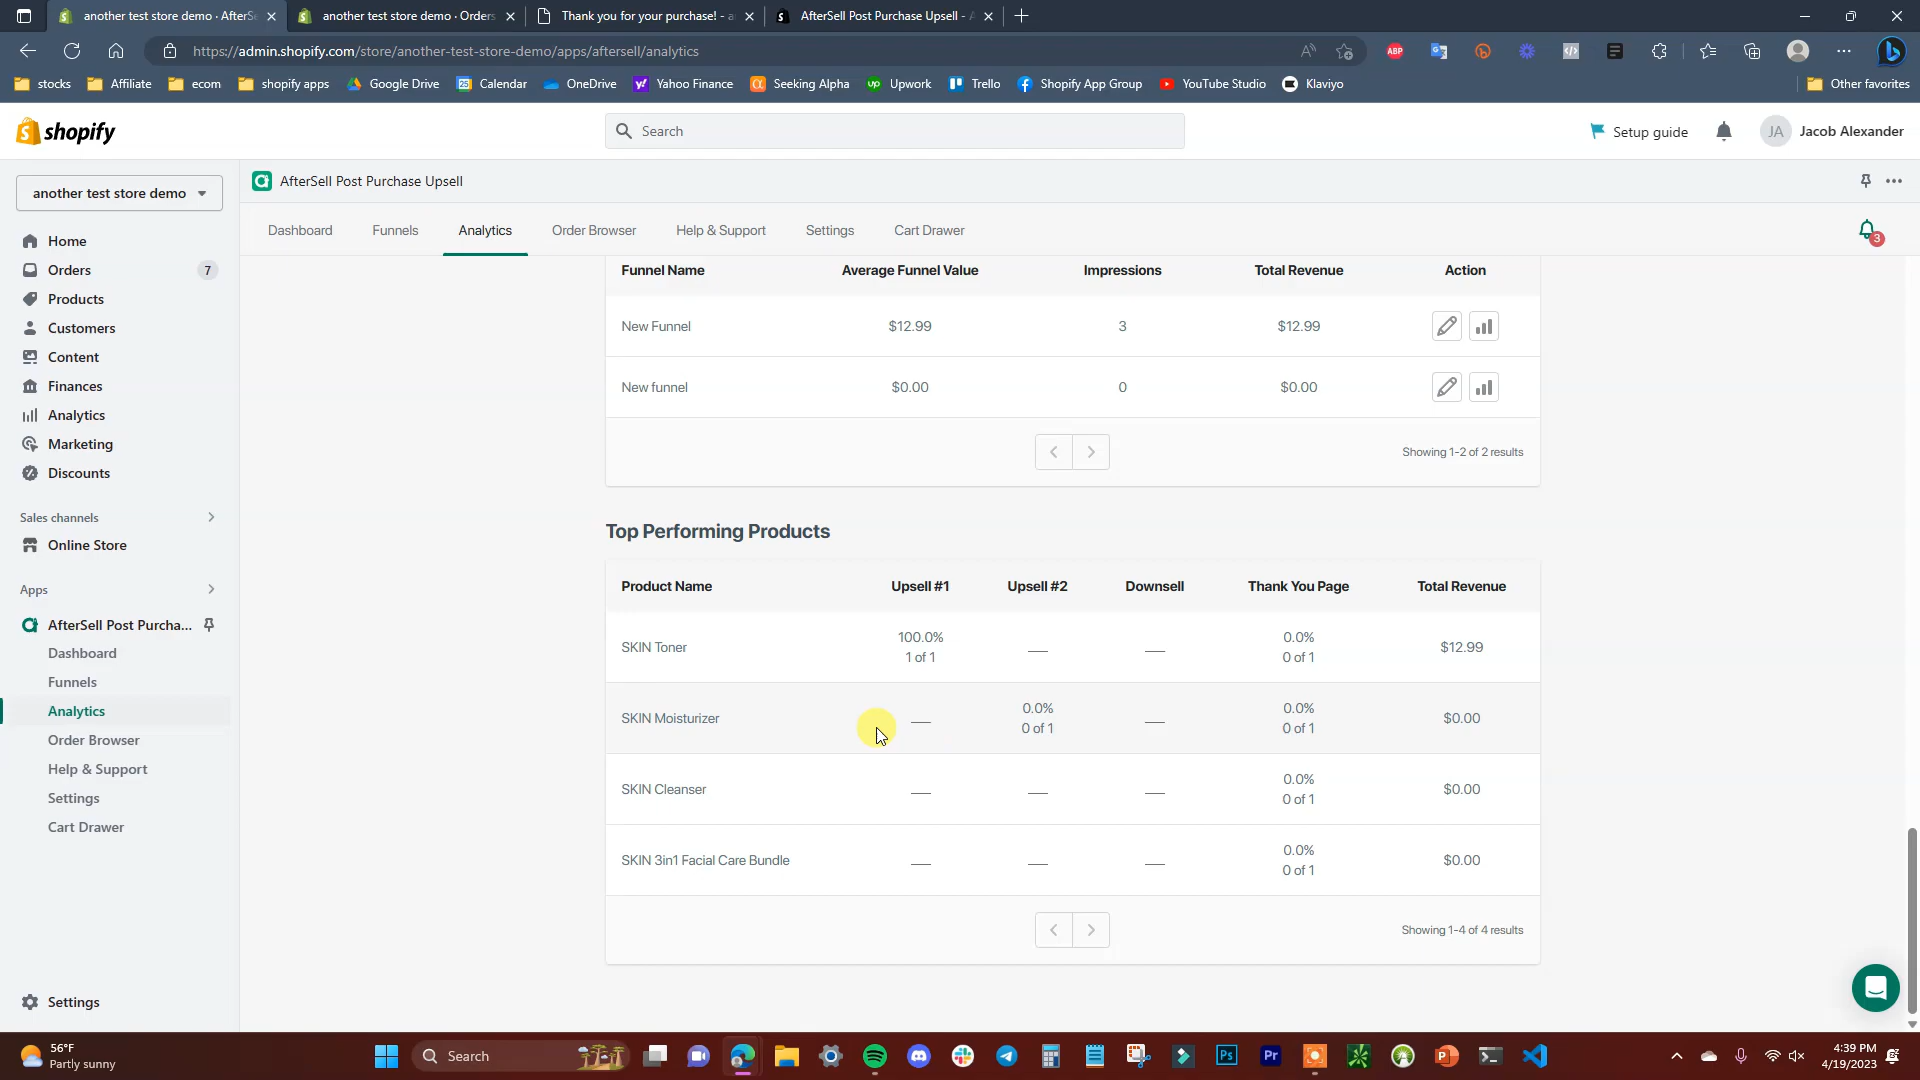 another test store demo · AfterSe
another test store demo · Orders
Thank you for your purchase! - a
AfterSell Post Purchase Upsell - A
https://admin.shopify.com/store/another-test-store-demo/apps/aftersell/analytics
stocks
Affiliate
ecom
shopify apps
Google Drive
Calendar
OneDrive
Yahoo Finance
Seeking Alpha
Upwork
Trello
Shopify App Group
YouTube Studio
Klaviyo
Other favorites
shopify
Search
Setup guide
JA
Jacob Alexander
another test store demo
AfterSell Post Purchase Upsell
Dashboard
Funnels
Analytics
Order Browser
Help & Support
Settings
Cart Drawer
3
Home
Orders
7
Products
Customers
Content
Finances
Analytics
Marketing
Discounts
Sales channels
Online Store
Apps
AfterSell Post Purcha...
Dashboard
Funnels
Analytics
Order Browser
Help & Support
Settings
Cart Drawer
Settings
Funnel Name Average Funnel Value Impressions Total Revenue Action
New Funnel $12.99 3 $12.99
New funnel $0.00 0 $0.00
Showing 1-2 of 2 results
Top Performing Products
Product Name Upsell #1 Upsell #2 Downsell Thank You Page Total Revenue
SKIN Toner 100.0% 1 of 1 — — 0.0% 0 of 1 $12.99
SKIN Moisturizer — 0.0% 0 of 1 — 0.0% 0 of 1 $0.00
SKIN Cleanser — — — 0.0% 0 of 1 $0.00
SKIN 3in1 Facial Care Bundle — — — 0.0% 0 of 1 $0.00
Showing 1-4 of 4 results
56°F
Partly sunny
Search
Ps
Pr
4:39 PM
4/19/2023